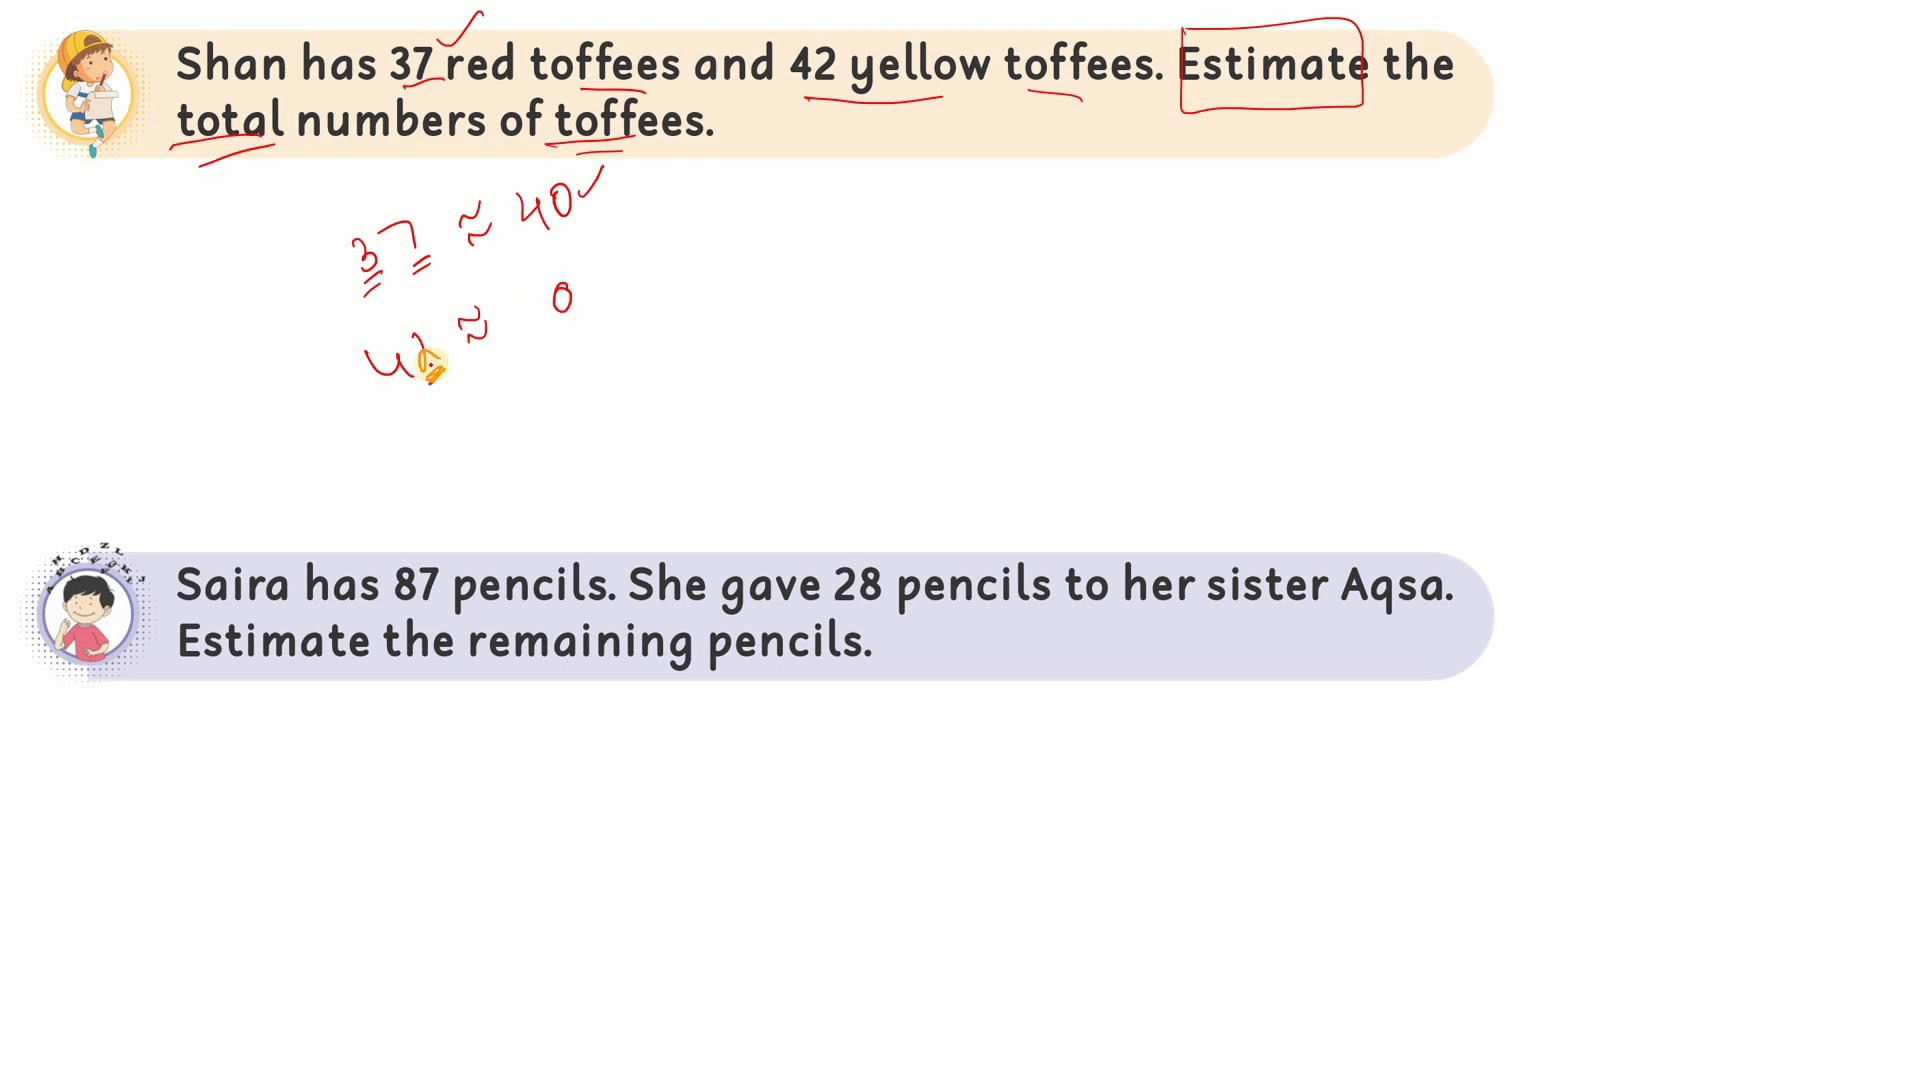 Shan has 37 red toffees and 42 yellow toffees. Estimate the
total numbers of toffees.
37 ≈ 40
42 ≈ 0
Saira has 87 pencils. She gave 28 pencils to her sister Aqsa.
Estimate the remaining pencils.